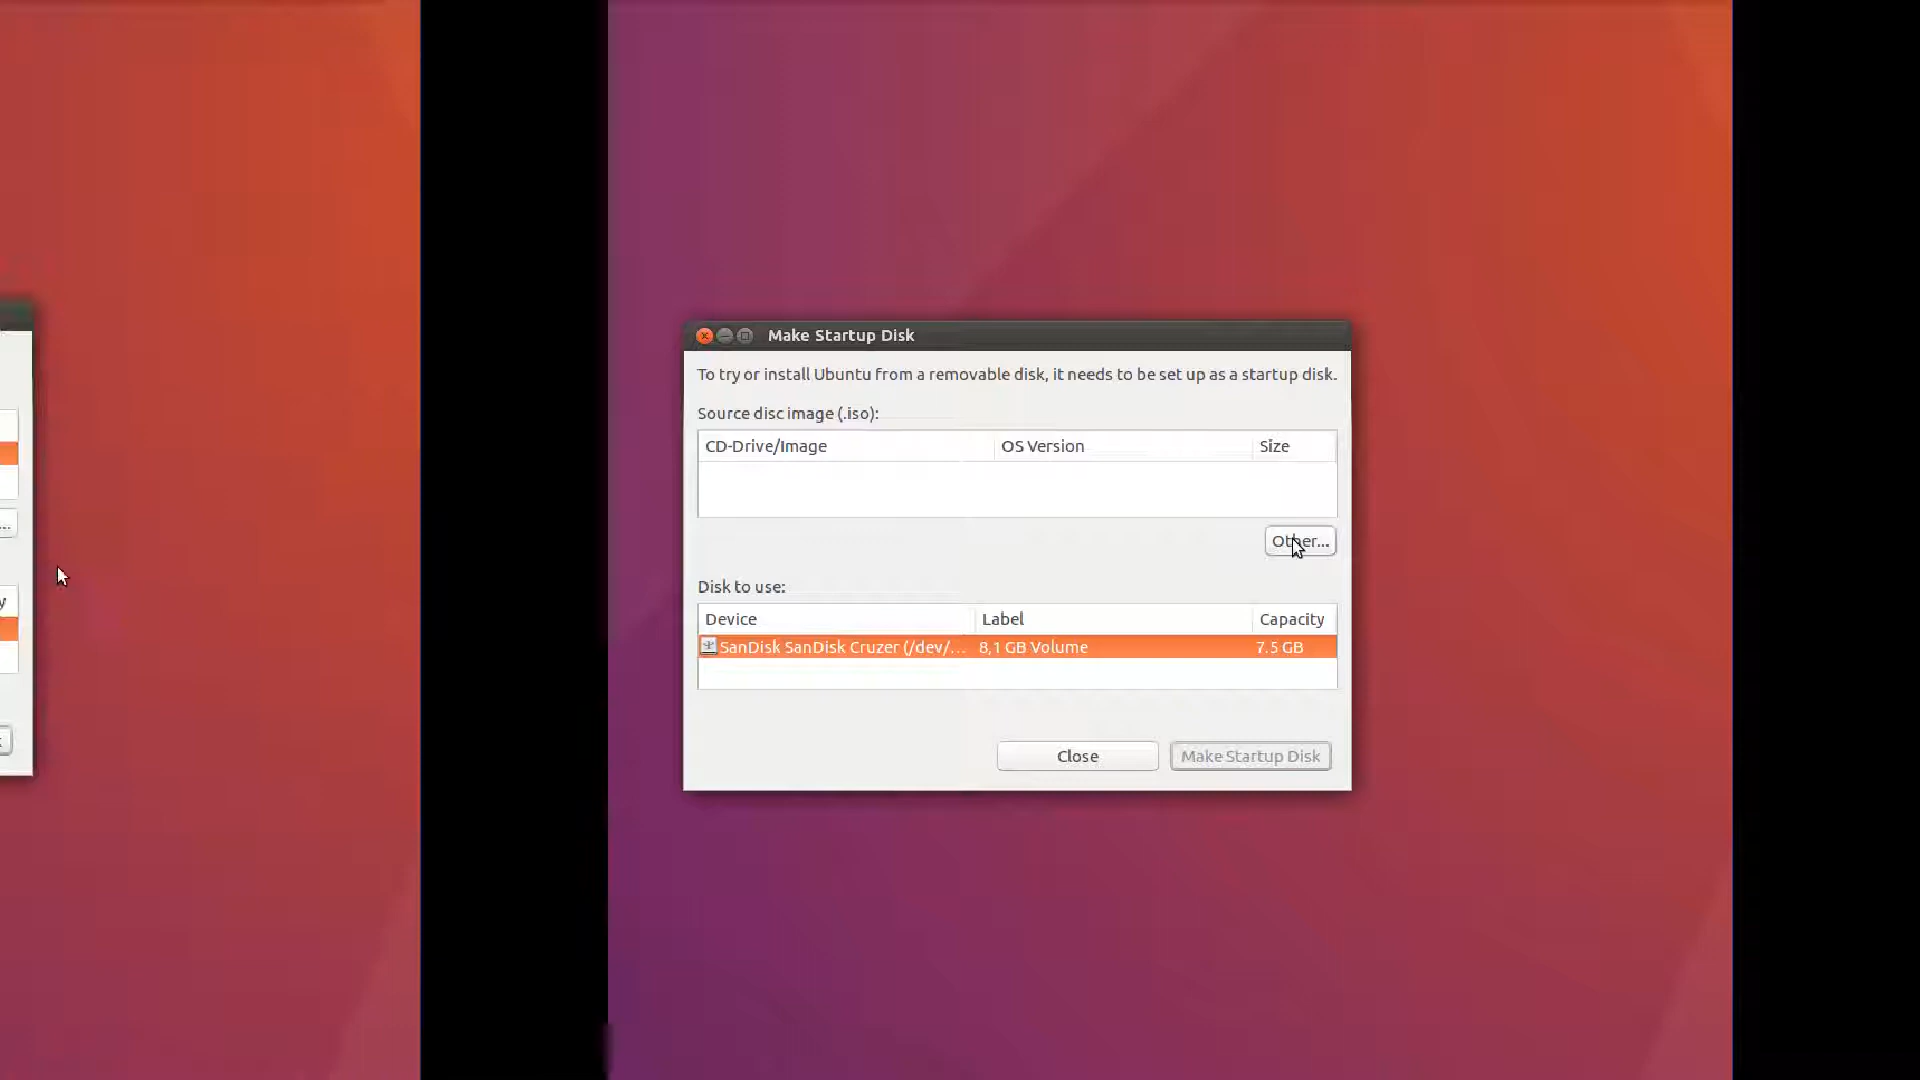 Make Startup Disk
To try or install Ubuntu from a removable disk, it needs to be set up as a startup disk.
Source disc image (.iso):
CD-Drive/Image OS Version Size
Other...
Disk to use:
Device Label Capacity
SanDisk SanDisk Cruzer (/dev/... 8,1 GB Volume 7.5 GB
Close Make Startup Disk
...
y